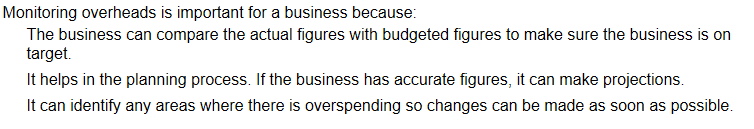 Monitoring overheads is important for a business because:
The business can compare the actual figures with budgeted figures to make sure the business is on
target.
It helps in the planning process. If the business has accurate figures, it can make projections.
It can identify any areas where there is overspending so changes can be made as soon as possible.